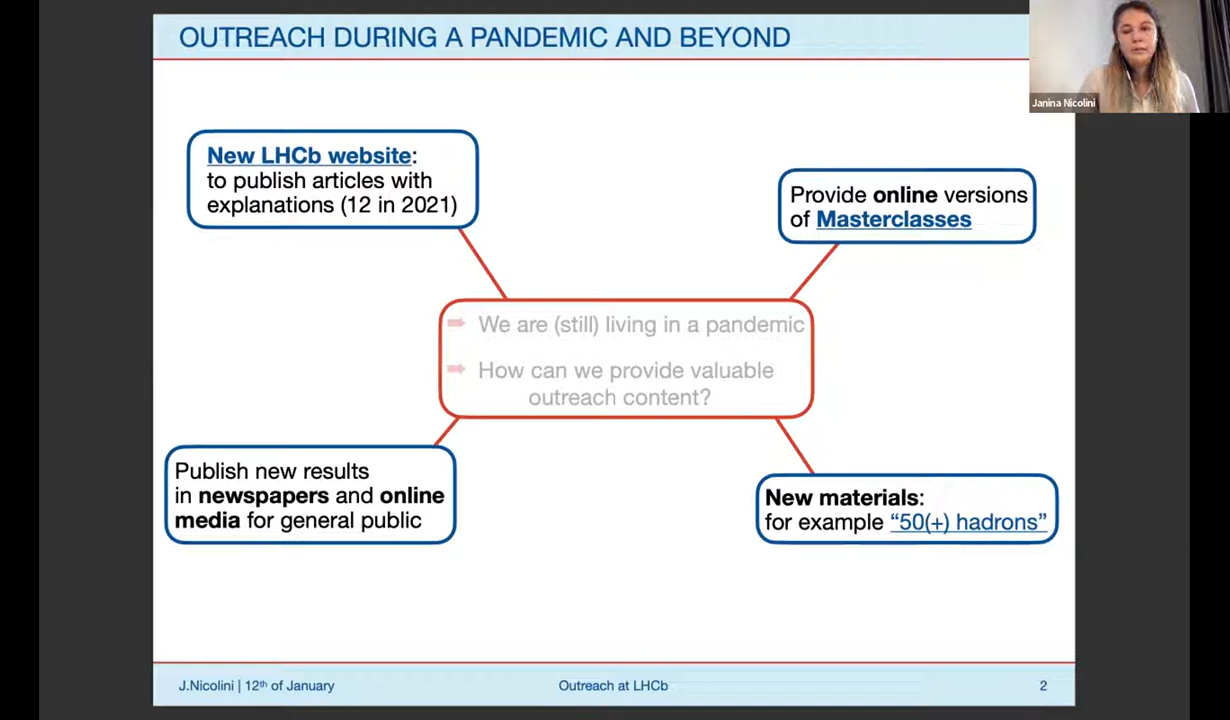 OUTREACH DURING A PANDEMIC AND BEYOND
Janina Nicolini
New LHCb website:
to publish articles with
explanations (12 in 2021)
Provide online versions
of Masterclasses
We are (still) living in a pandemic
How can we provide valuable
outreach content?
Publish new results
in newspapers and online
media for general public
New materials:
for example “50(+) hadrons”
J.Nicolini | 12th of January
Outreach at LHCb
2